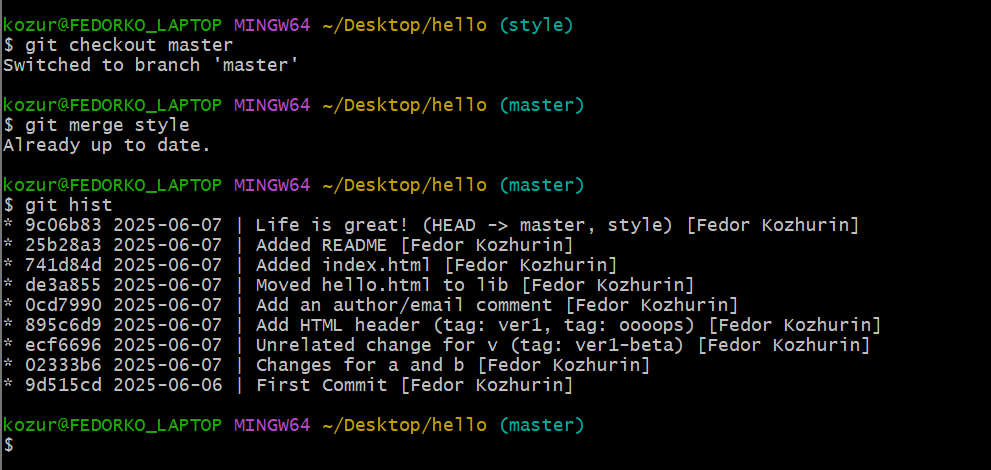 kozur@FEDORKO_LAPTOP MINGW64 ~/Desktop/hello (style)
$ git checkout master
Switched to branch 'master'
kozur@FEDORKO_LAPTOP MINGW64 ~/Desktop/hello (master)
$ git merge style
Already up to date.
kozur@FEDORKO_LAPTOP MINGW64 ~/Desktop/hello (master)
$ git hist
* 9c06b83 2025-06-07 | Life is great! (HEAD -> master, style) [Fedor Kozhurin]
* 25b28a3 2025-06-07 | Added README [Fedor Kozhurin]
* 741d84d 2025-06-07 | Added index.html [Fedor Kozhurin]
* de3a855 2025-06-07 | Moved hello.html to lib [Fedor Kozhurin]
* 0cd7990 2025-06-07 | Add an author/email comment [Fedor Kozhurin]
* 895c6d9 2025-06-07 | Add HTML header (tag: ver1, tag: oooops) [Fedor Kozhurin]
* ecf6696 2025-06-07 | Unrelated change for v (tag: ver1-beta) [Fedor Kozhurin]
* 02333b6 2025-06-07 | Changes for a and b [Fedor Kozhurin]
* 9d515cd 2025-06-06 | First Commit [Fedor Kozhurin]
kozur@FEDORKO_LAPTOP MINGW64 ~/Desktop/hello (master)
$